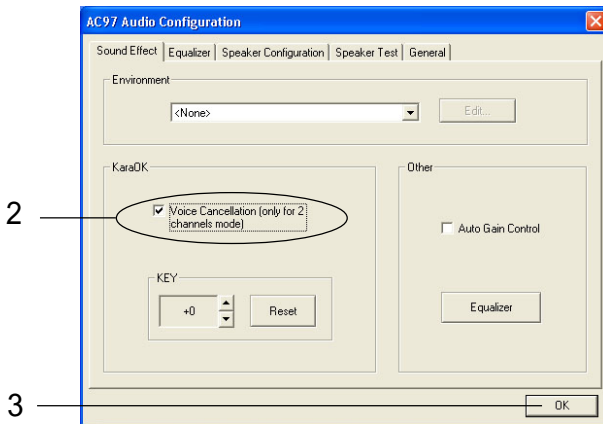 AC97 Audio Configuration
Sound Effect Equalizer Speaker Configuration Speaker Test General
Environment
<None>
Edit...
KaraOK
Other
2
Voice Cancellation (only for 2
channels mode)
Auto Gain Control
KEY
+0
Reset
Equalizer
3
OK